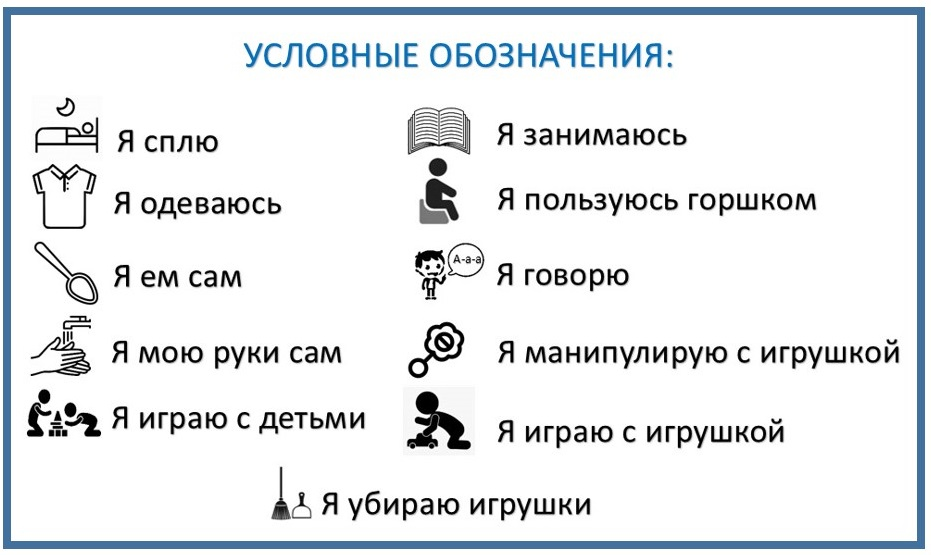 УСЛОВНЫЕ ОБОЗНАЧЕНИЯ:
Я сплю
Я одеваюсь
Я ем сам
Я мою руки сам
Я играю с детьми
Я занимаюсь
Я пользуюсь горшком
А-а-а
Я говорю
Я манипулирую с игрушкой
Я играю с игрушкой
Я убираю игрушки